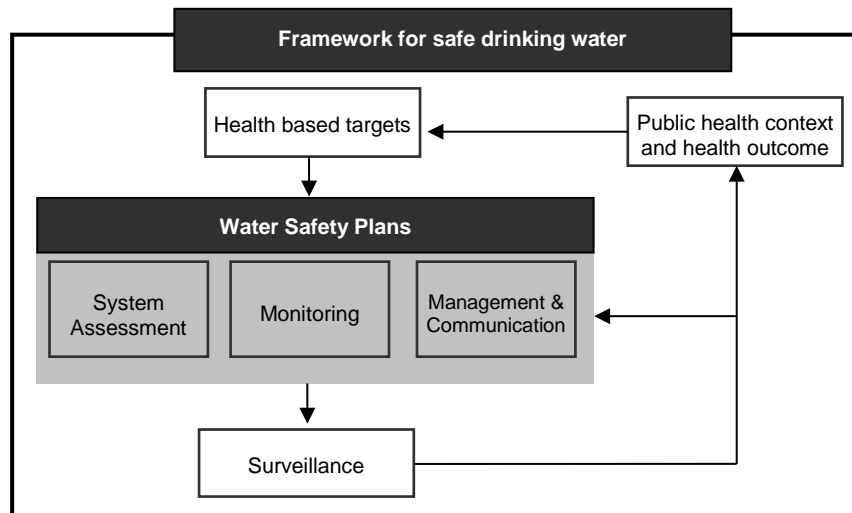 Framework for safe drinking water
Health based targets
Public health context
and health outcome
Water Safety Plans
System
Assessment
Monitoring
Management &
Communication
Surveillance